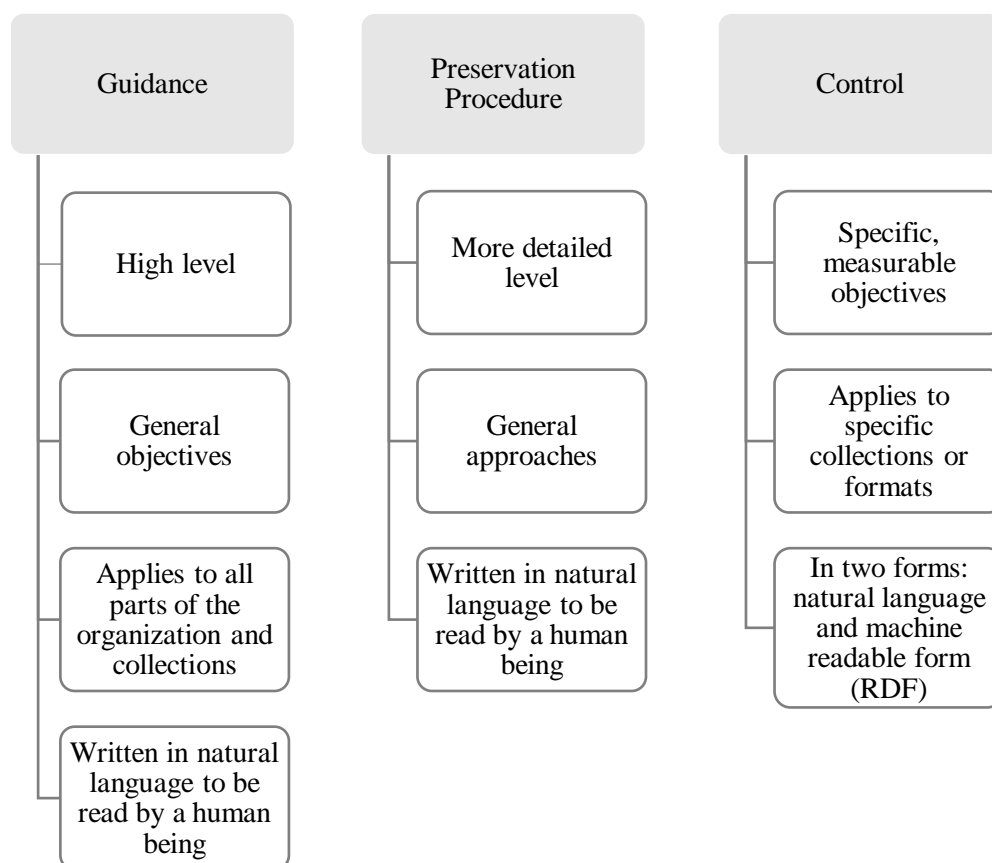 Guidance
High level
General
objectives
Applies to all
parts of the
organization and
collections
Written in natural
language to be
read by a human
being
Preservation
Procedure
More detailed
level
General
approaches
Written in natural
language to be
read by a human
being
Control
Specific,
measurable
objectives
Applies to
specific
collections or
formats
In two forms:
natural language
and machine
readable form
(RDF)